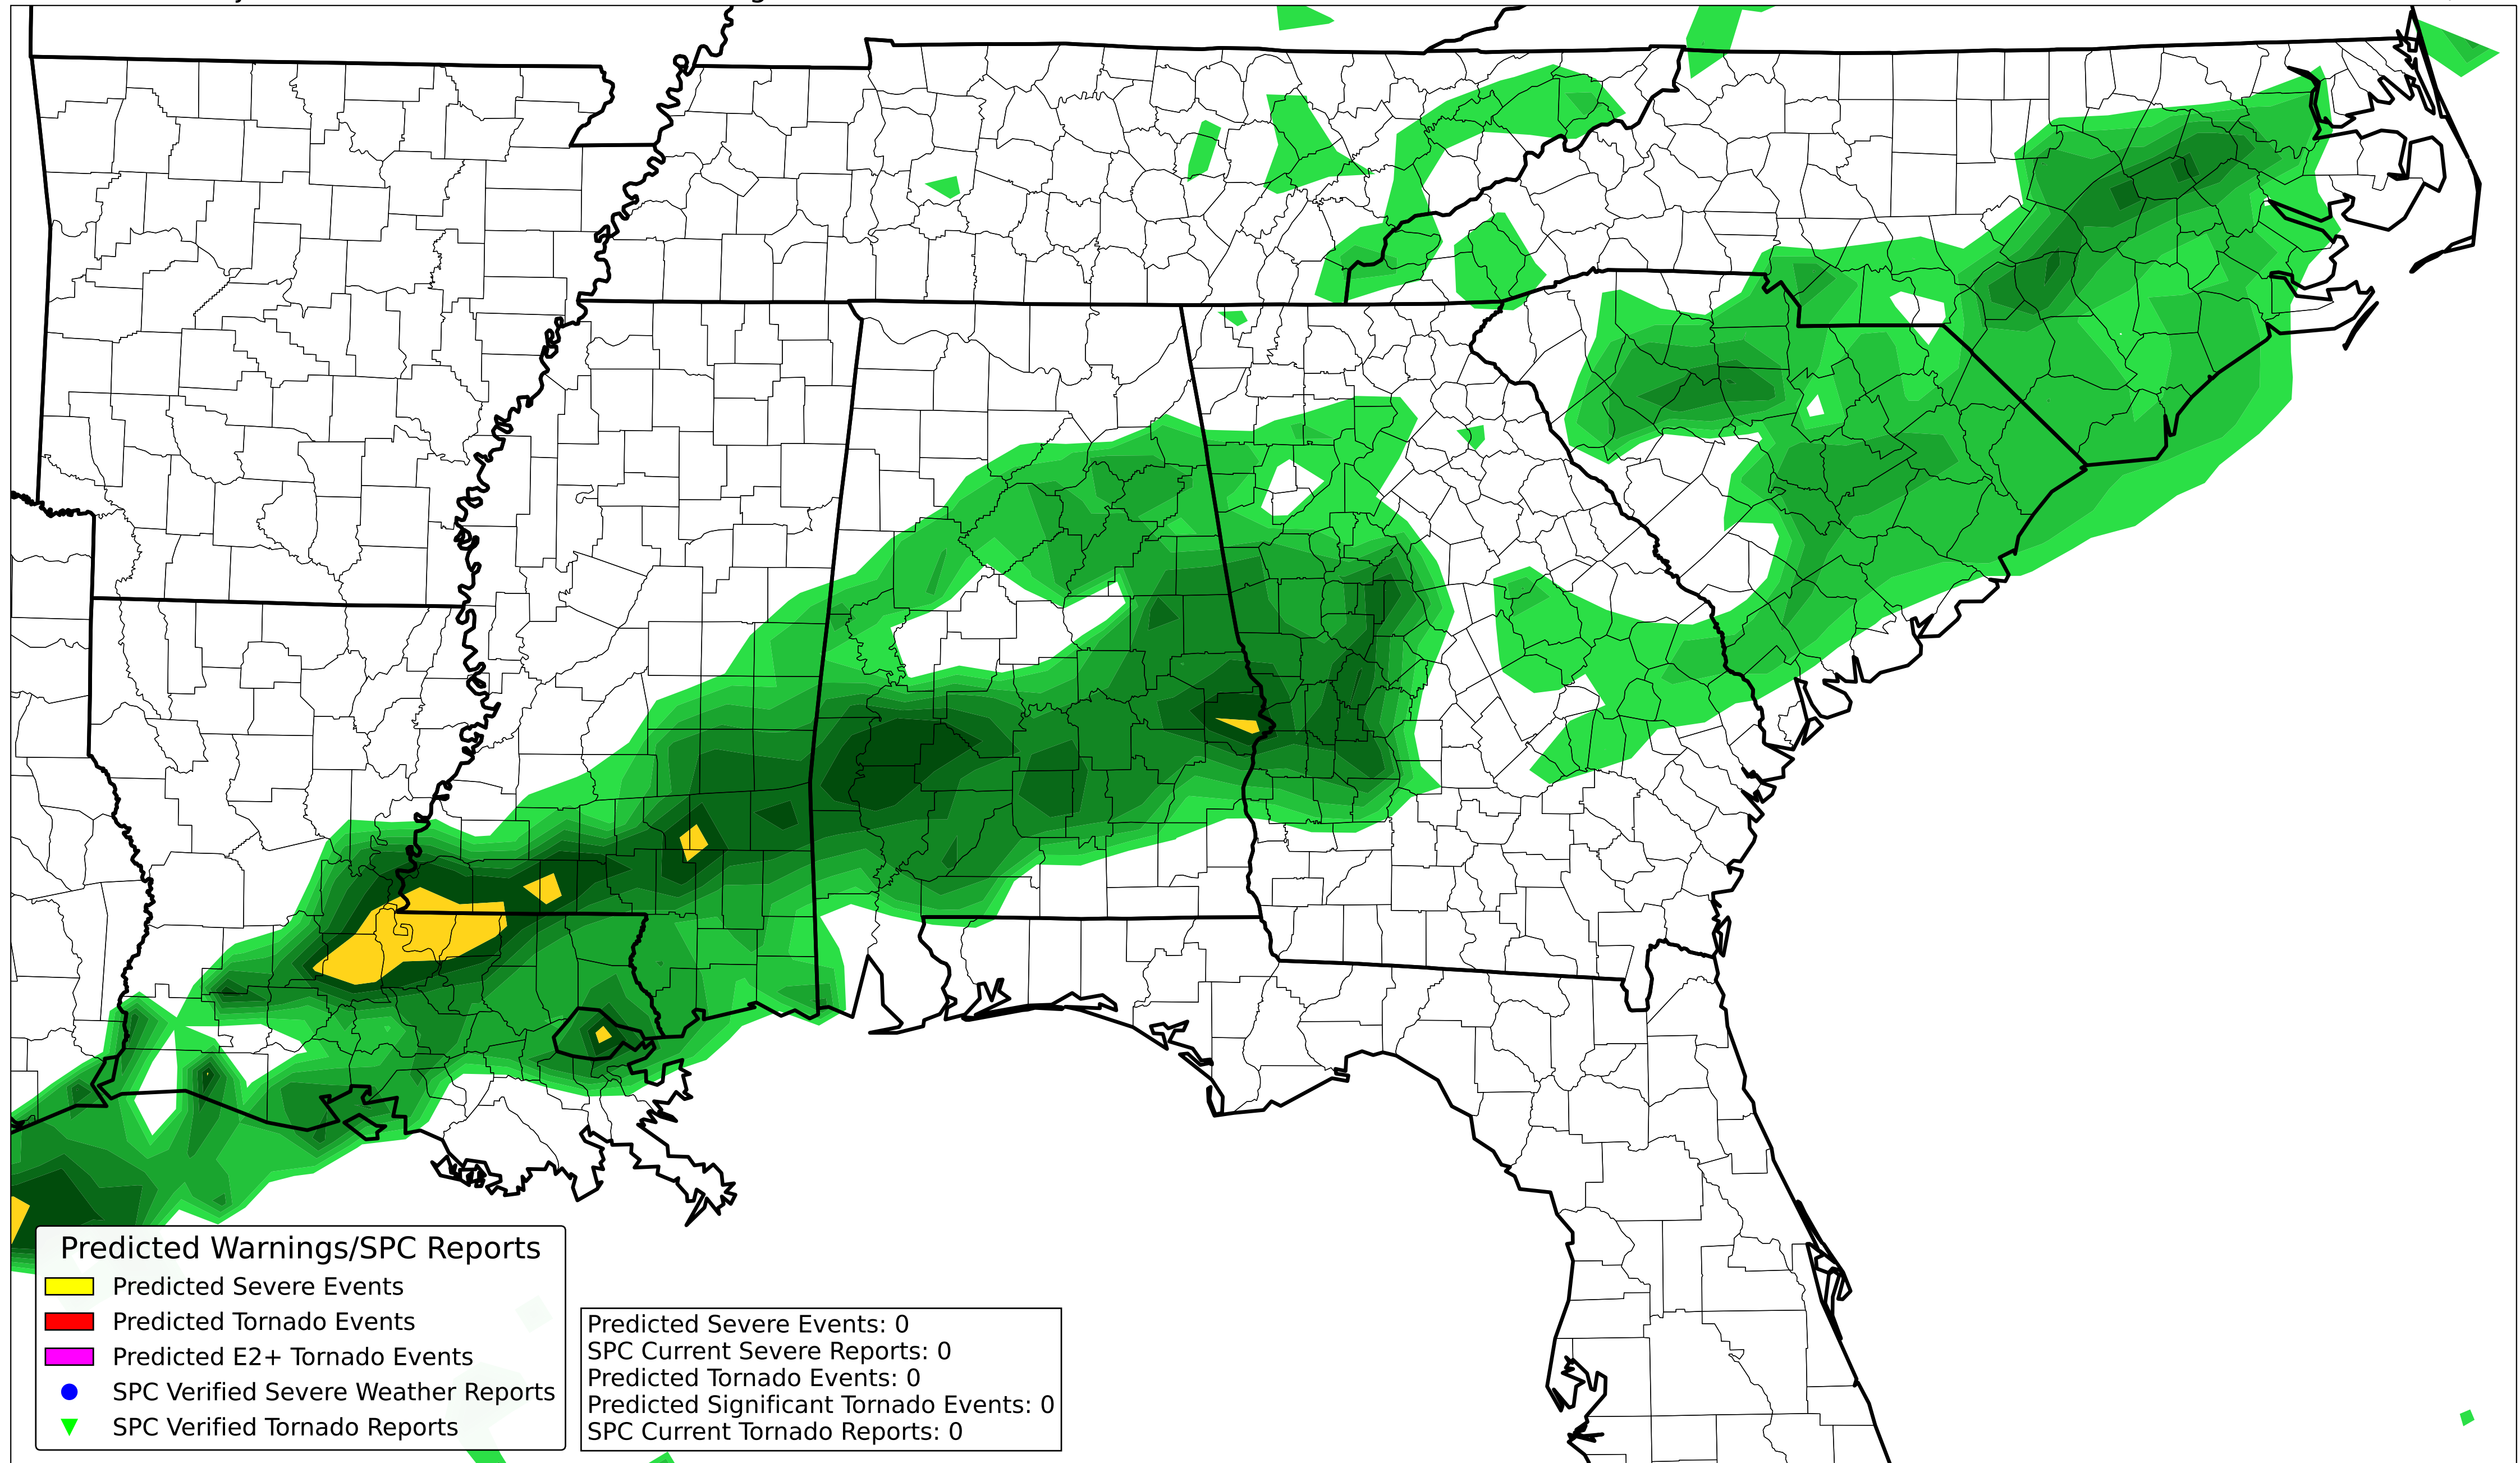 Predicted Warnings/SPC Reports
Predicted Severe Events
Predicted Tornado Events
Predicted E2+ Tornado Events
SPC Verified Severe Weather Reports
SPC Verified Tornado Reports
Predicted Severe Events: 0
SPC Current Severe Reports: 0
Predicted Tornado Events: 0
Predicted Significant Tornado Events: 0
SPC Current Tornado Reports: 0